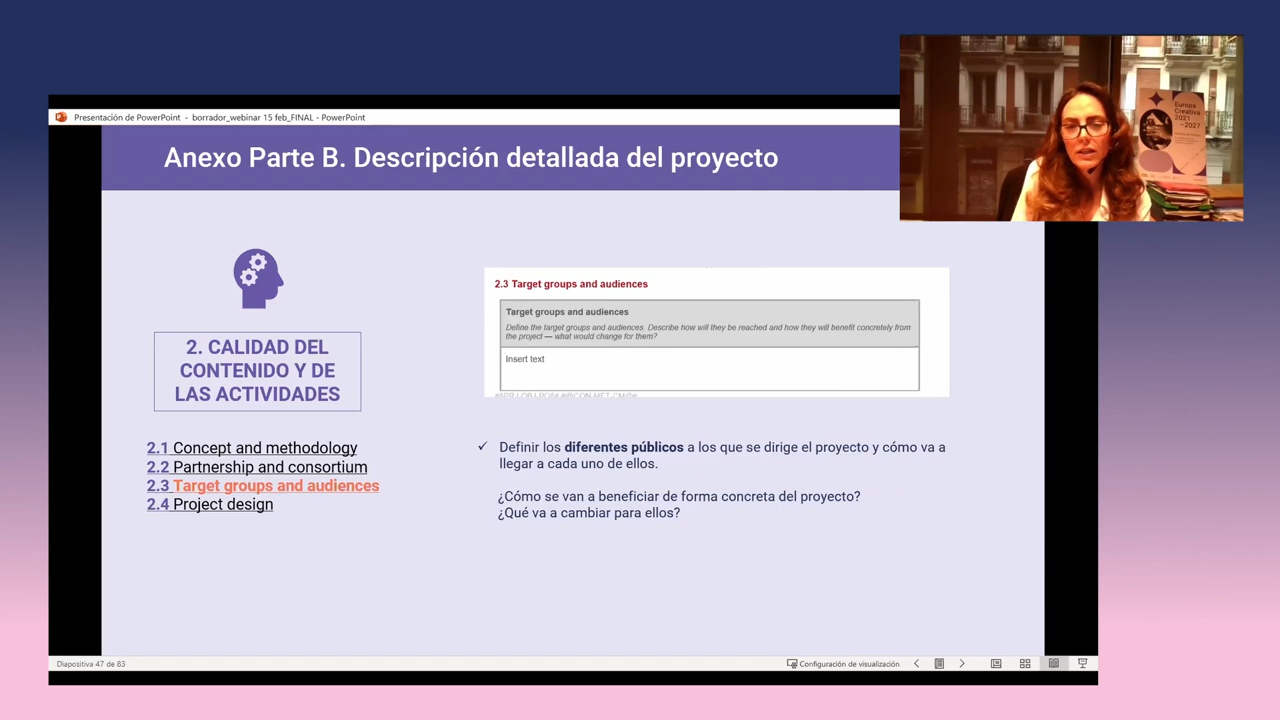 Presentación de PowerPoint - borrador_webinar 15 feb_FINAL - PowerPoint
Anexo Parte B. Descripción detallada del proyecto
Europa
Creativa
2021
-2027
2. CALIDAD DEL
CONTENIDO Y DE
LAS ACTIVIDADES
2.1 Concept and methodology
2.2 Partnership and consortium
2.3 Target groups and audiences
2.4 Project design
2.3 Target groups and audiences
Target groups and audiences
Define the target groups and audiences. Describe how will they be reached and how they will benefit concretely from
the project — what would change for them?
Insert text
✓ Definir los diferentes públicos a los que se dirige el proyecto y cómo va a
llegar a cada uno de ellos.
¿Cómo se van a beneficiar de forma concreta del proyecto?
¿Qué va a cambiar para ellos?
Diapositiva 47 de 83
Configuración de visualización